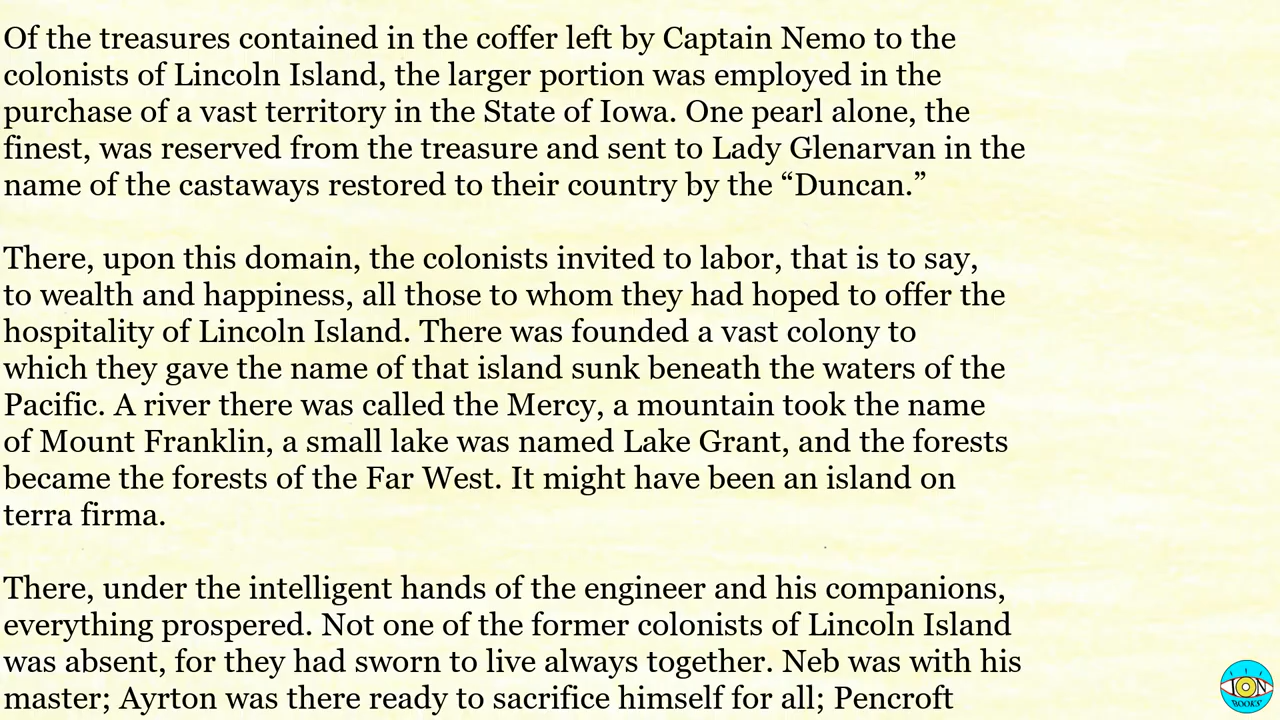 Of the treasures contained in the coffer left by Captain Nemo to the
colonists of Lincoln Island, the larger portion was employed in the
purchase of a vast territory in the State of Iowa. One pearl alone, the
finest, was reserved from the treasure and sent to Lady Glenarvan in the
name of the castaways restored to their country by the “Duncan.”
There, upon this domain, the colonists invited to labor, that is to say,
to wealth and happiness, all those to whom they had hoped to offer the
hospitality of Lincoln Island. There was founded a vast colony to
which they gave the name of that island sunk beneath the waters of the
Pacific. A river there was called the Mercy, a mountain took the name
of Mount Franklin, a small lake was named Lake Grant, and the forests
became the forests of the Far West. It might have been an island on
terra firma.
There, under the intelligent hands of the engineer and his companions,
everything prospered. Not one of the former colonists of Lincoln Island
was absent, for they had sworn to live always together. Neb was with his
master; Ayrton was there ready to sacrifice himself for all; Pencroft
ION
BOOKS